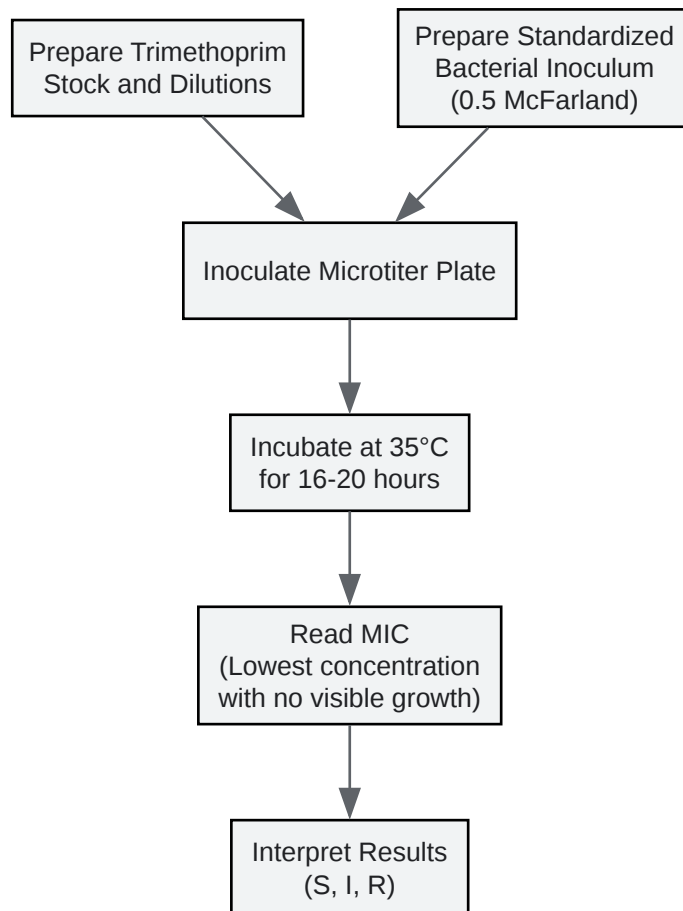 Prepare Trimethoprim
Stock and Dilutions
Prepare Standardized
Bacterial Inoculum
(0.5 McFarland)
Inoculate Microtiter Plate
Incubate at 35°C
for 16-20 hours
Read MIC
(Lowest concentration
with no visible growth)
Interpret Results
(S, I, R)